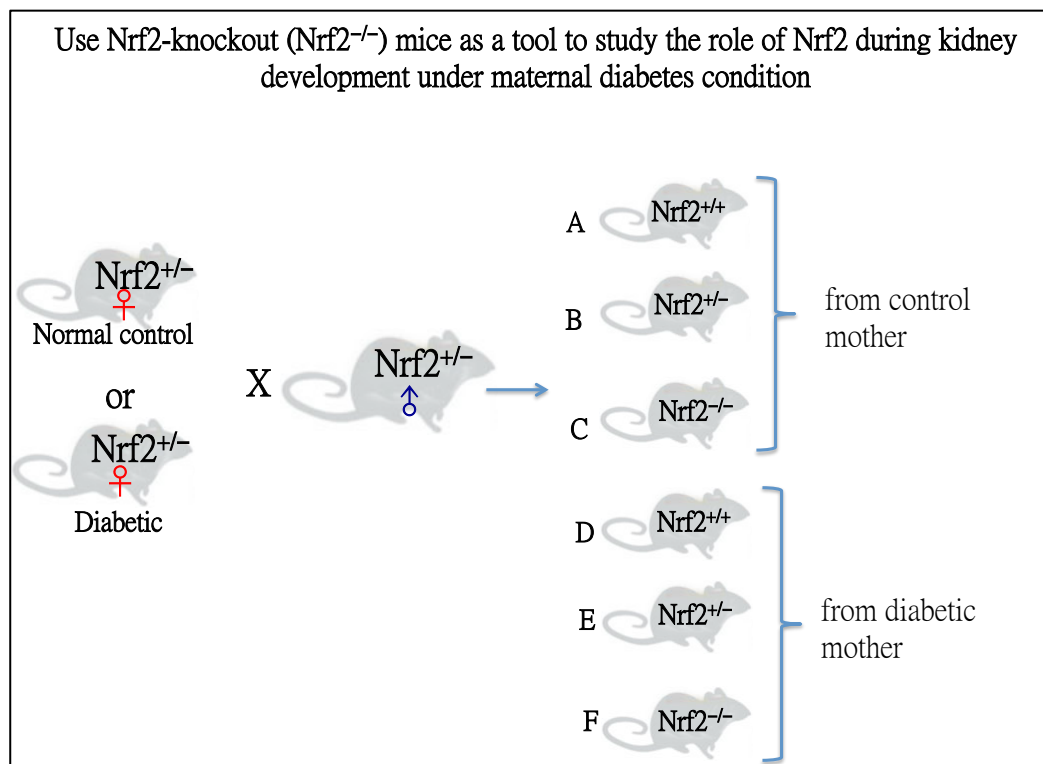 Use Nrf2-knockout (Nrf2⁻/⁻) mice as a tool to study the role of Nrf2 during kidney
development under maternal diabetes condition
Nrf2⁺/⁻
♀
Normal control
or
Nrf2⁺/⁻
♀
Diabetic
X
Nrf2⁺/⁻
♂
A
Nrf2⁺/⁺
B
Nrf2⁺/⁻
C
Nrf2⁻/⁻
from control
mother
D
Nrf2⁺/⁺
E
Nrf2⁺/⁻
F
Nrf2⁻/⁻
from diabetic
mother